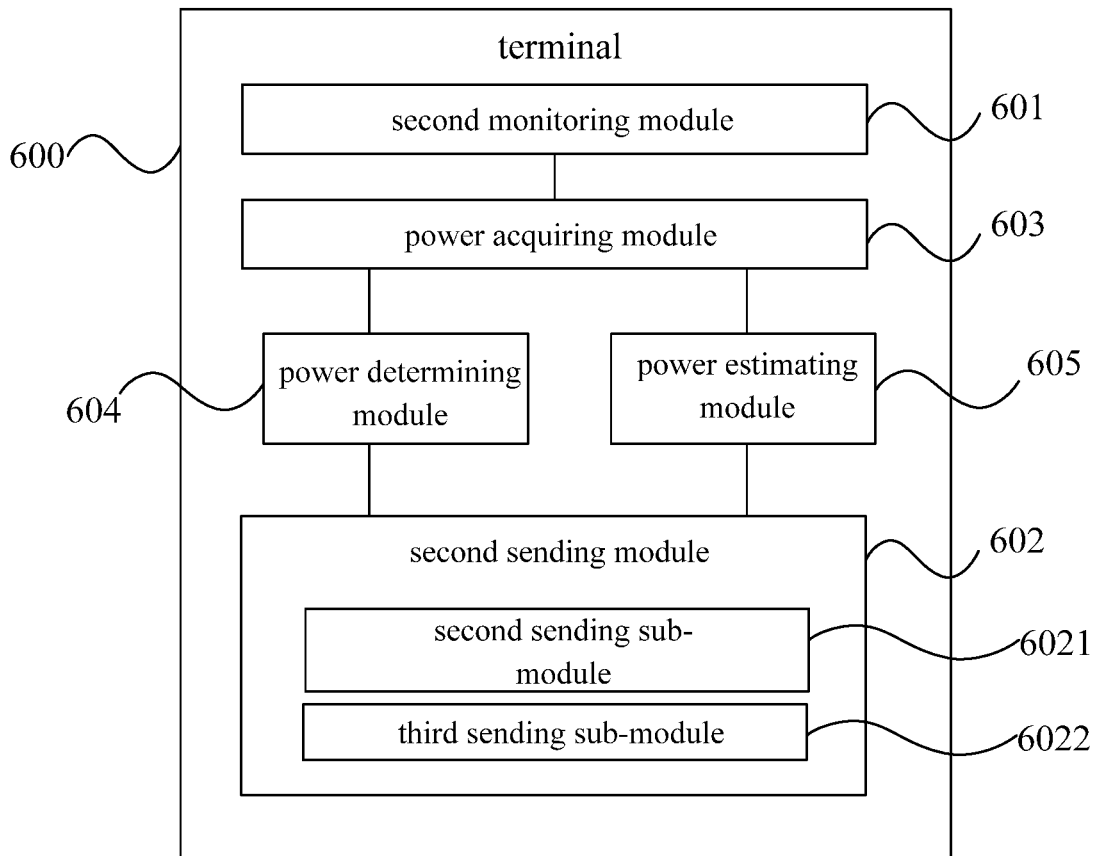 terminal
second monitoring module
601
600
power acquiring module
603
power determining
module
604
power estimating
module
605
second sending module
602
second sending sub-
module
6021
third sending sub-module
6022